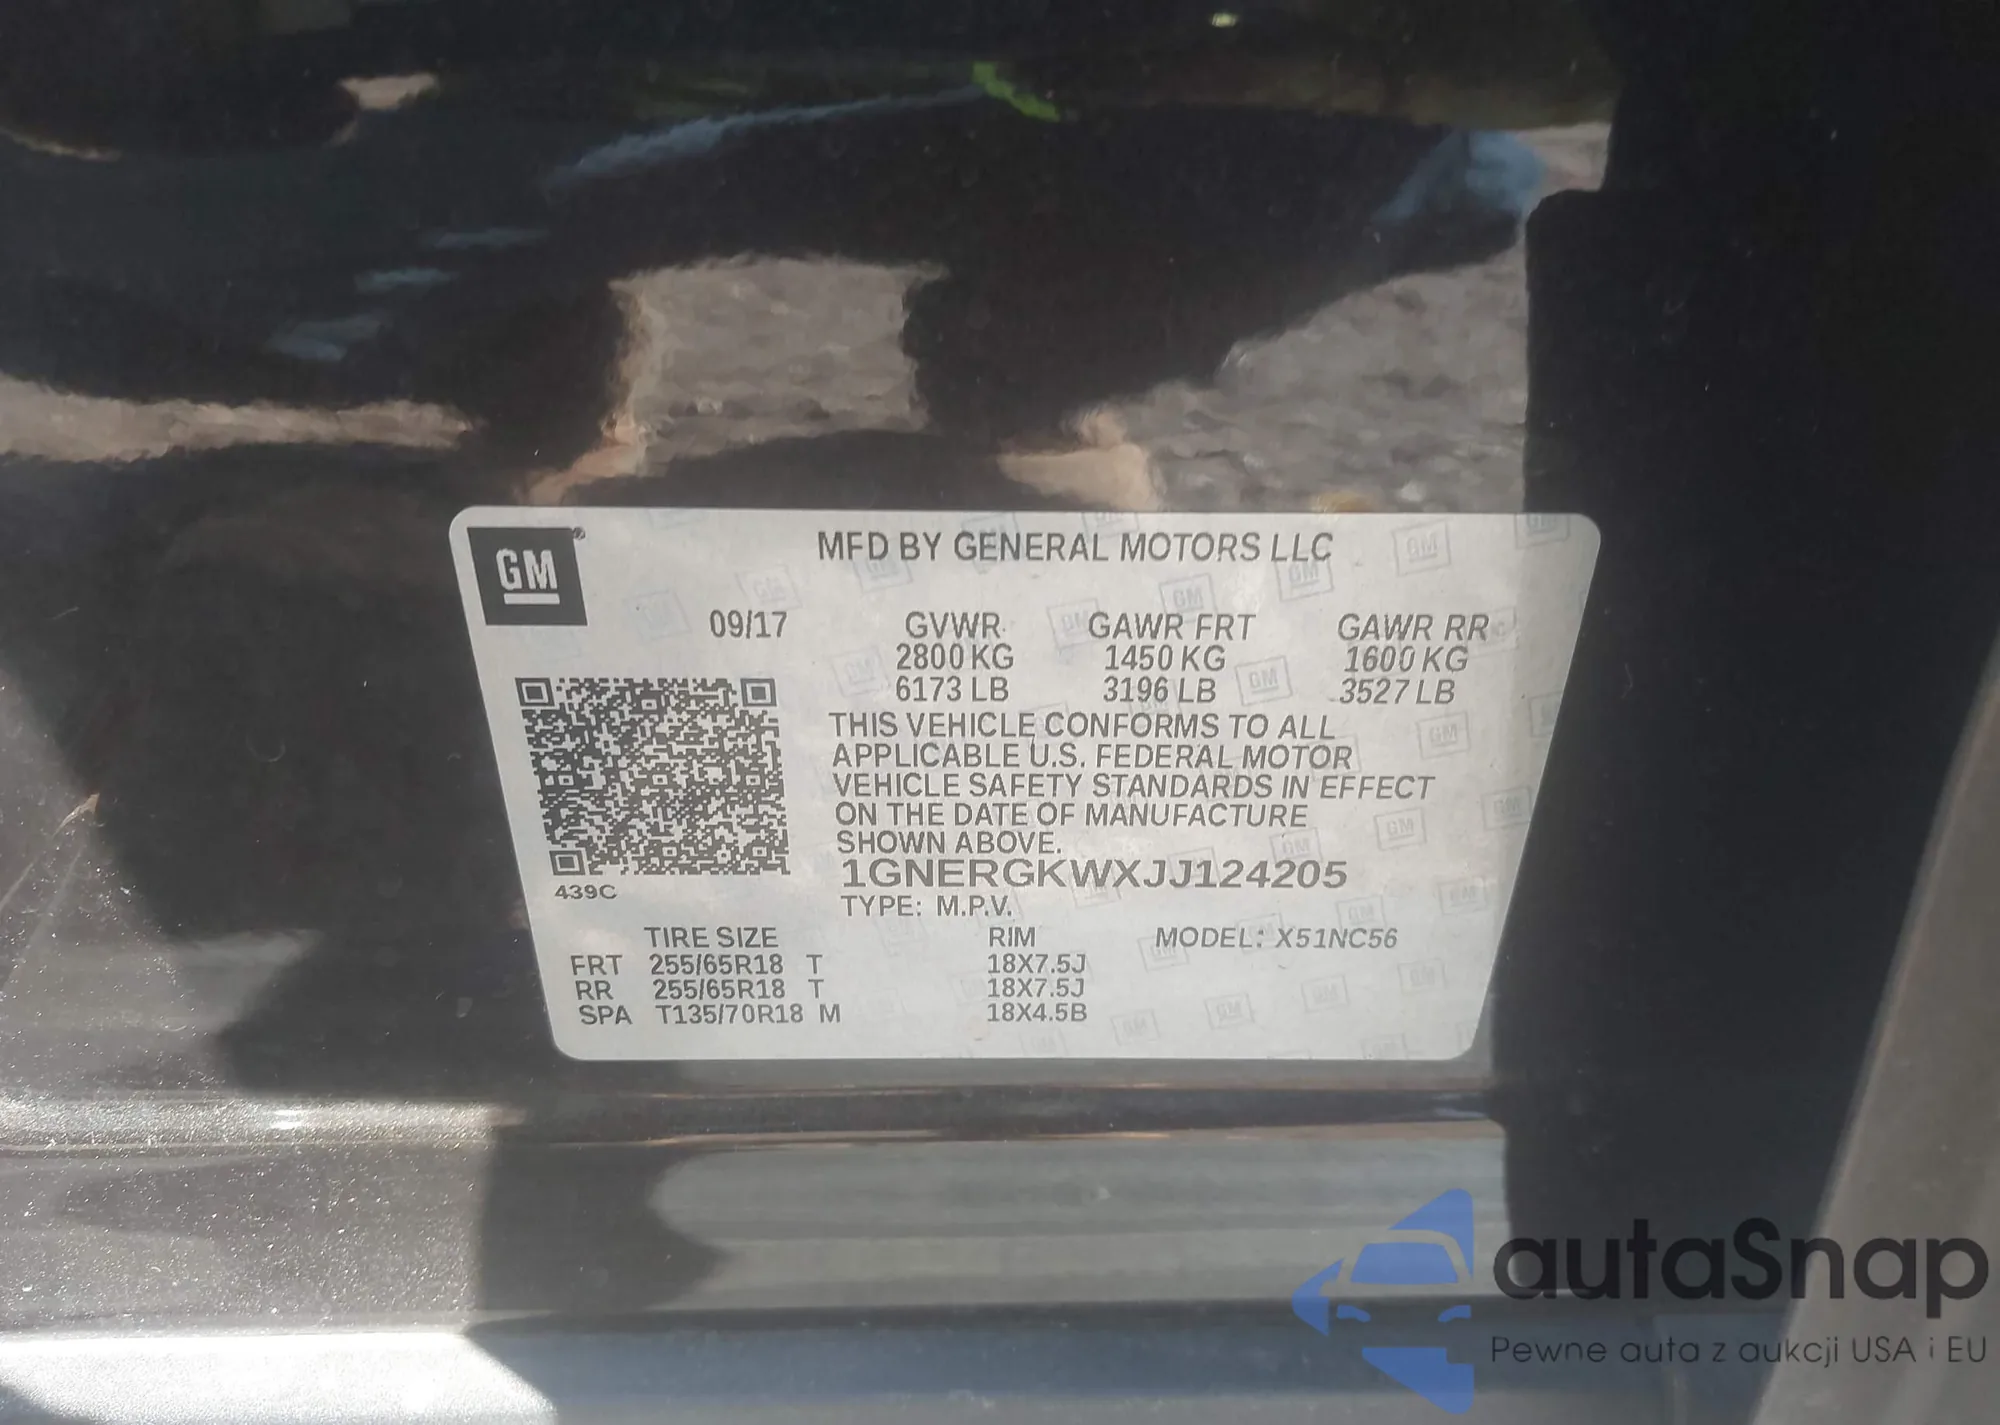 GM®
MFD BY GENERAL MOTORS LLC
09/17 GVWR GAWR FRT GAWR RR
2800 KG 1450 KG 1600 KG
6173 LB 3196 LB 3527 LB
THIS VEHICLE CONFORMS TO ALL
APPLICABLE U.S. FEDERAL MOTOR
VEHICLE SAFETY STANDARDS IN EFFECT
ON THE DATE OF MANUFACTURE
SHOWN ABOVE.
1GNERGKWXJJ124205
439C
TYPE: M.P.V.
TIRE SIZE RIM MODEL: X51NC56
FRT 255/65R18 T 18X7.5J
RR 255/65R18 T 18X7.5J
SPA T135/70R18 M 18X4.5B
autaSnap
Pewne auta z aukcji USA i EU